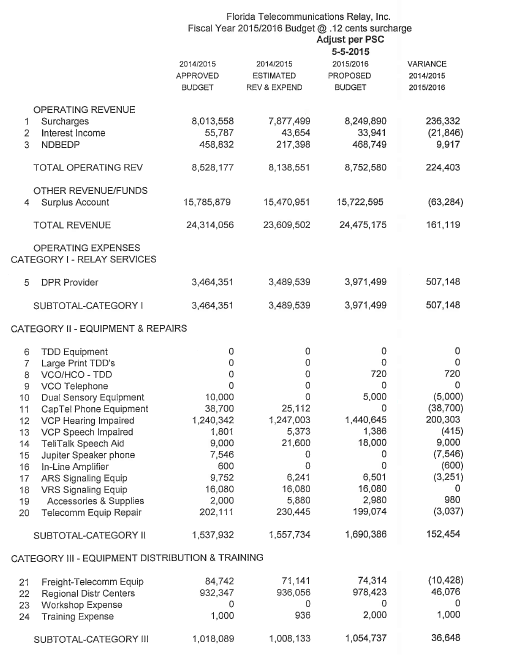 Florida Telecommunications Relay, Inc.
Fiscal Year 2015/2016 Budget @ .12 cents surcharge
Adjust per PSC
5-5-2015
2014/2015 2014/2015 2015/2016 VARIANCE
APPROVED ESTIMATED PROPOSED 2014/2015
BUDGET REV & EXPEND BUDGET 2015/2016
OPERATING REVENUE
1 Surcharges 8,013,558 7,877,499 8,249,890 236,332
2 Interest Income 55,787 43,654 33,941 (21,846)
3 NDBEDP 458,832 217,398 468,749 9,917
TOTAL OPERATING REV 8,528,177 8,138,551 8,752,580 224,403
OTHER REVENUE/FUNDS
4 Surplus Account 15,785,879 15,470,951 15,722,595 (63,284)
TOTAL REVENUE 24,314,056 23,609,502 24,475,175 161,119
OPERATING EXPENSES
CATEGORY I - RELAY SERVICES
5 DPR Provider 3,464,351 3,489,539 3,971,499 507,148
SUBTOTAL-CATEGORY I 3,464,351 3,489,539 3,971,499 507,148
CATEGORY II - EQUIPMENT & REPAIRS
6 TDD Equipment 0 0 0 0
7 Large Print TDD's 0 0 0 0
8 VCO/HCO - TDD 0 0 720 720
9 VCO Telephone 0 0 0 0
10 Dual Sensory Equipment 10,000 0 5,000 (5,000)
11 CapTel Phone Equipment 38,700 25,112 0 (38,700)
12 VCP Hearing Impaired 1,240,342 1,247,003 1,440,645 200,303
13 VCP Speech Impaired 1,801 5,373 1,386 (415)
14 TeliTalk Speech Aid 9,000 21,600 18,000 9,000
15 Jupiter Speaker phone 7,546 0 0 (7,546)
16 In-Line Amplifier 600 0 0 (600)
17 ARS Signaling Equip 9,752 6,241 6,501 (3,251)
18 VRS Signaling Equip 16,080 16,080 16,080 0
19 Accessories & Supplies 2,000 5,880 2,980 980
20 Telecomm Equip Repair 202,111 230,445 199,074 (3,037)
SUBTOTAL-CATEGORY II 1,537,932 1,557,734 1,690,386 152,454
CATEGORY III - EQUIPMENT DISTRIBUTION & TRAINING
21 Freight-Telecomm Equip 84,742 71,141 74,314 (10,428)
22 Regional Distr Centers 932,347 936,056 978,423 46,076
23 Workshop Expense 0 0 0 0
24 Training Expense 1,000 936 2,000 1,000
SUBTOTAL-CATEGORY III 1,018,089 1,008,133 1,054,737 36,648